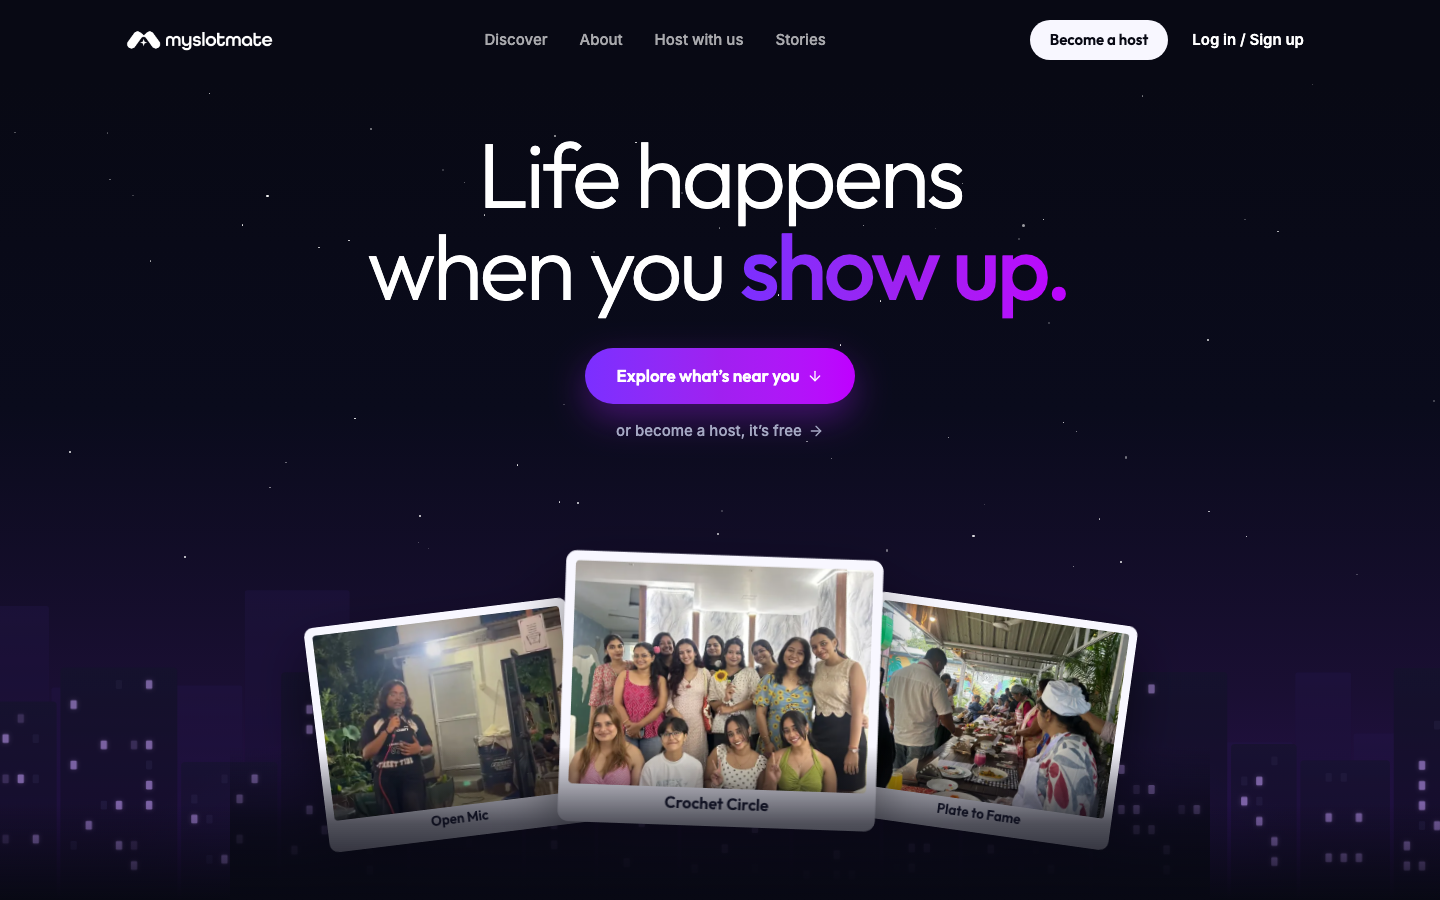 myslotmate
Discover
About
Host with us
Stories
Become a host
Log in / Sign up
Life happens
when you show up.
Explore what’s near you ↓
or become a host, it’s free →
Open Mic
Crochet Circle
Plate to Fame